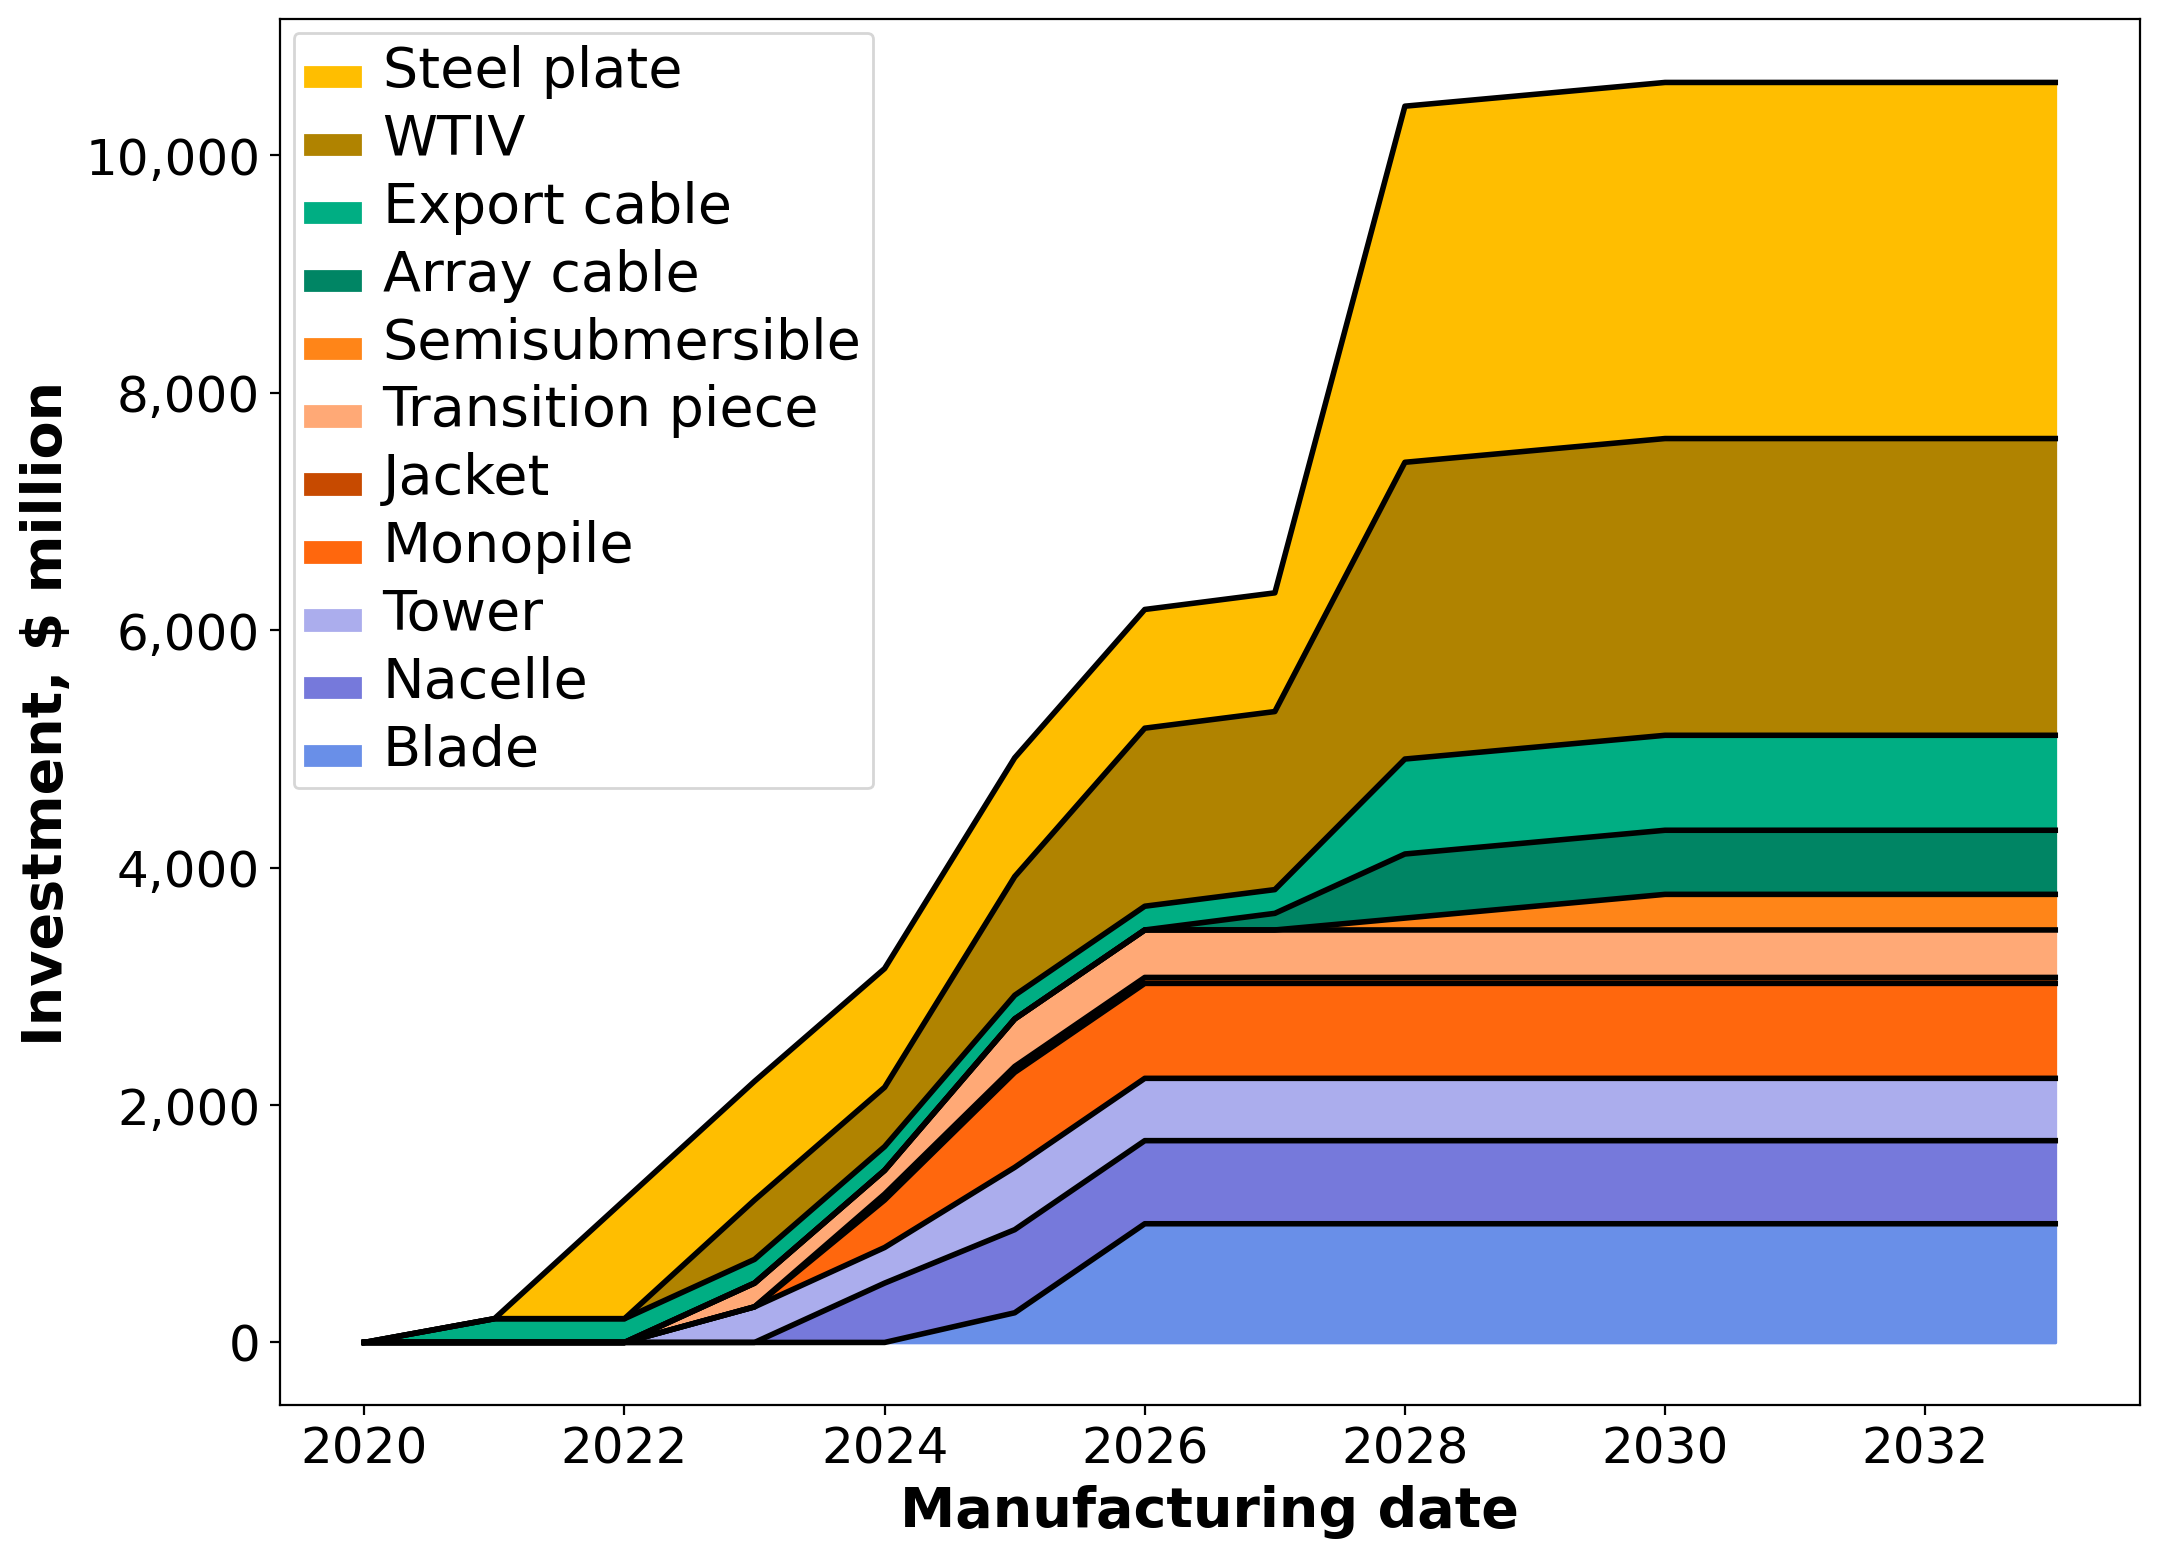 Steel plate
WTIV
Export cable
Array cable
Semisubmersible
Transition piece
Jacket
Monopile
Tower
Nacelle
Blade
Investment, $ million
10,000
8,000
6,000
4,000
2,000
0
2020 2022 2024 2026 2028 2030 2032
Manufacturing date